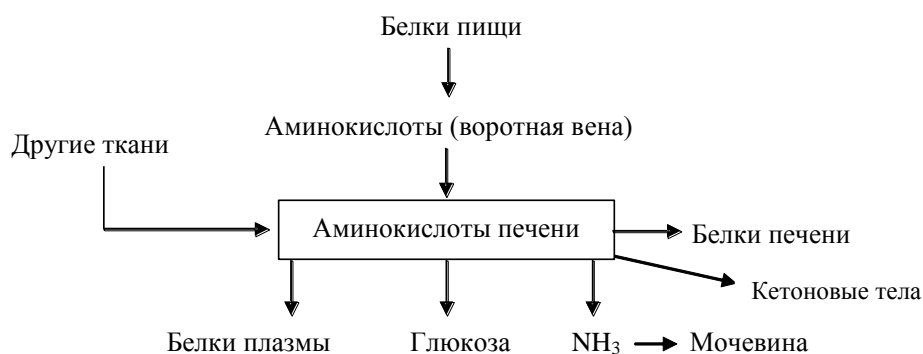 Белки пищи
Аминокислоты (воротная вена)
Другие ткани
Аминокислоты печени
Белки печени
Кетоновые тела
Белки плазмы
Глюкоза
NH₃
Мочевина